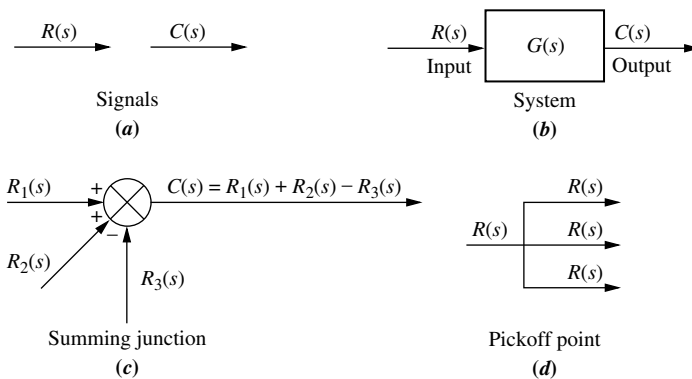 R(s)
C(s)
Signals
(a)
R(s)
Input
G(s)
C(s)
Output
System
(b)
R₁(s)
+
+
−
C(s) = R₁(s) + R₂(s) − R₃(s)
R₂(s)
R₃(s)
Summing junction
(c)
R(s)
R(s)
R(s)
R(s)
Pickoff point
(d)